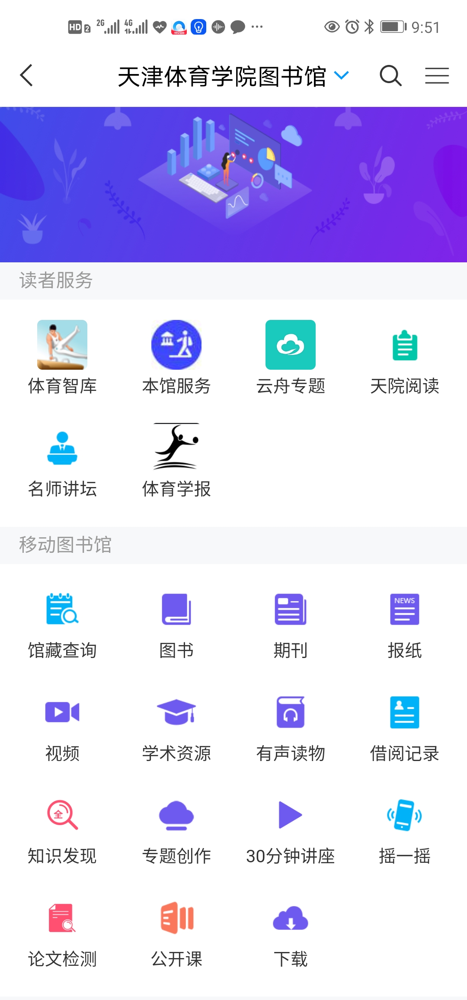 HD 2 2G 4G 9:51
天津体育学院图书馆
读者服务
体育智库 本馆服务 云舟专题 天院阅读
名师讲坛 体育学报
移动图书馆
NEWS
馆藏查询 图书 期刊 报纸
视频 学术资源 有声读物 借阅记录
全
知识发现 专题创作 30分钟讲座 摇一摇
论文检测 公开课 下载